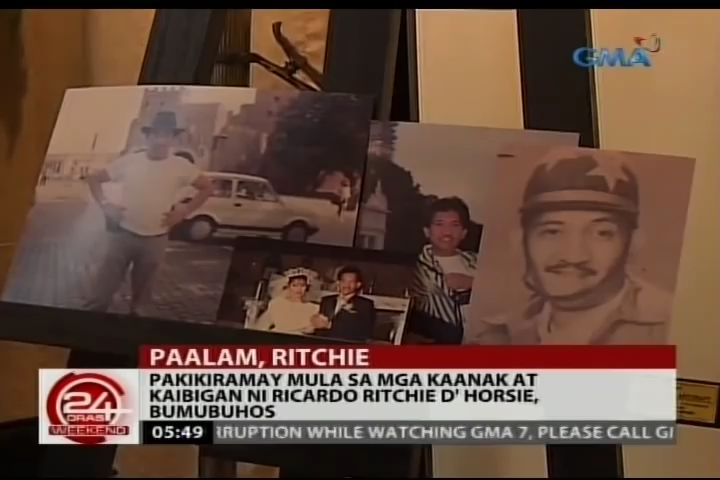 GMA
PAALAM, RITCHIE
PAKIKIRAMAY MULA SA MGA KAANAK AT
KAIBIGAN NI RICARDO RITCHIE D' HORSIE,
BUMUBUHOS
24
ORAS
WEEKEND
05:49 RRUPTION WHILE WATCHING GMA 7, PLEASE CALL G